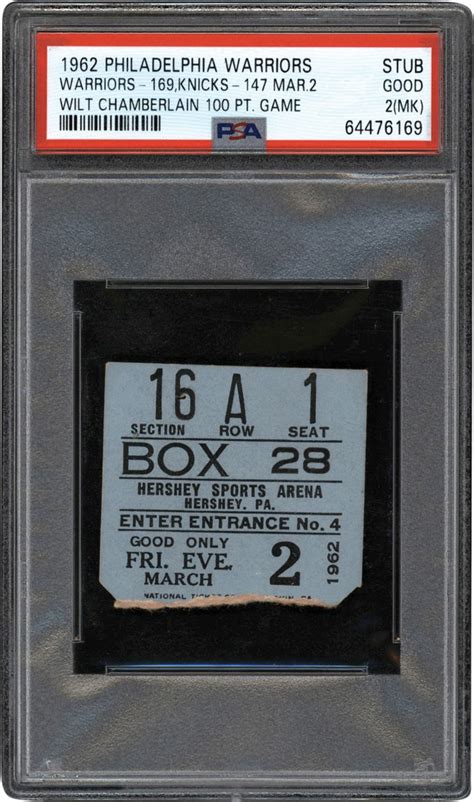 1962 PHILADELPHIA WARRIORS STUB
WARRIORS - 169,KNICKS - 147 MAR.2 GOOD
WILT CHAMBERLAIN 100 PT. GAME 2(MK)
PSA 64476169
16 A 1
SECTION ROW SEAT
BOX 28
HERSHEY SPORTS ARENA
HERSHEY, PA.
ENTER ENTRANCE No. 4
GOOD ONLY
FRI. EVE.
MARCH 2 1962
NATIONAL TICKET